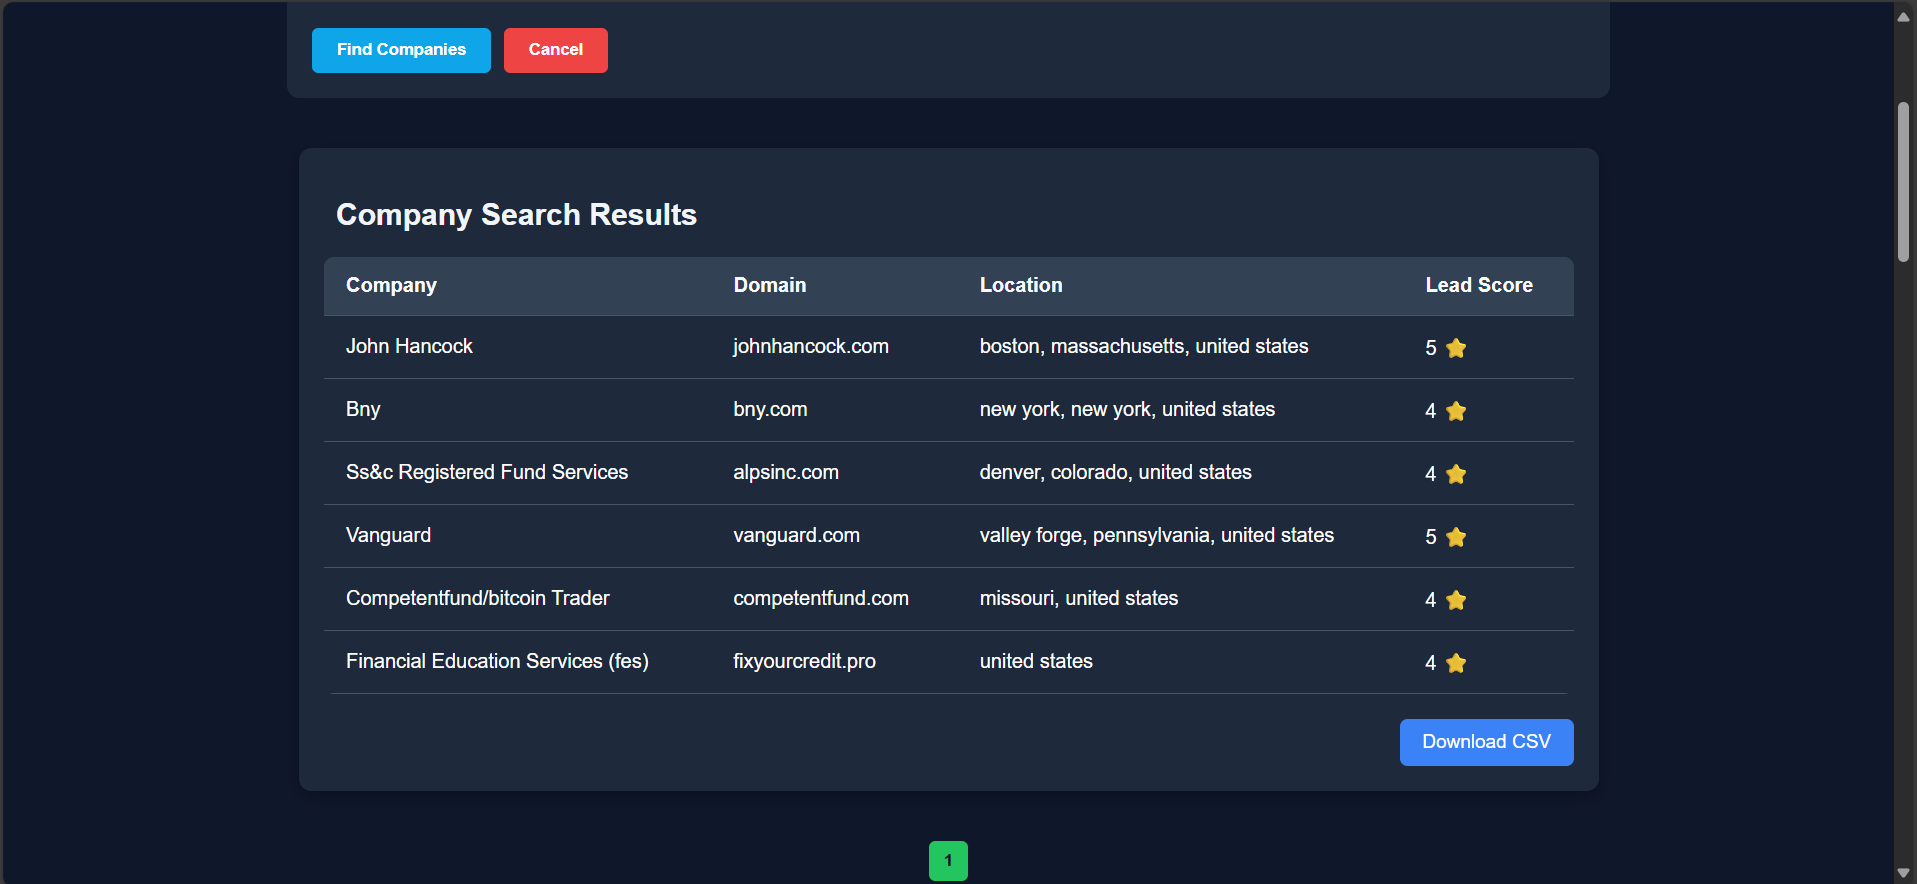 Find Companies Cancel
Company Search Results
Company Domain Location Lead Score
John Hancock johnhancock.com boston, massachusetts, united states 5
Bny bny.com new york, new york, united states 4
Ss&c Registered Fund Services alpsinc.com denver, colorado, united states 4
Vanguard vanguard.com valley forge, pennsylvania, united states 5
Competentfund/bitcoin Trader competentfund.com missouri, united states 4
Financial Education Services (fes) fixyourcredit.pro united states 4
Download CSV
1